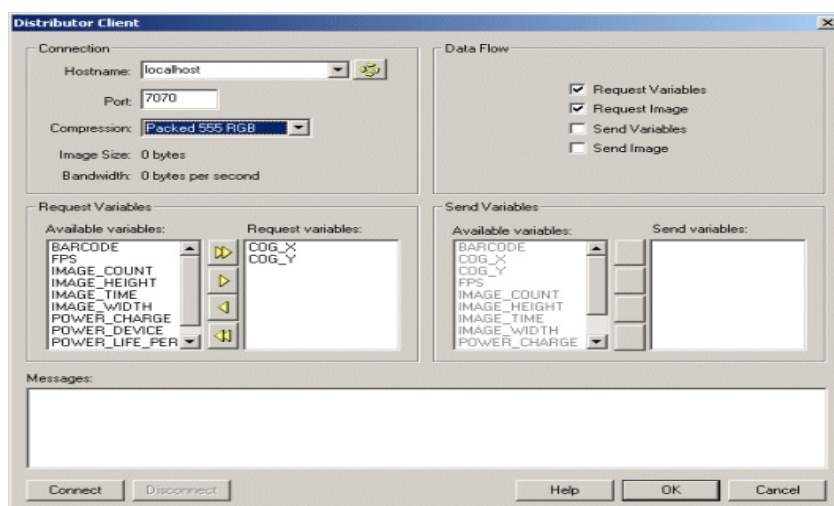 Distributor Client
Connection
Hostname: localhost
Port: 7070
Compression: Packed 555 RGB
Image Size: 0 bytes
Bandwidth: 0 bytes per second
Data Flow
Request Variables
Request Image
Send Variables
Send Image
Request Variables
Available variables:
BARCODE
FPS
IMAGE_COUNT
IMAGE_HEIGHT
IMAGE_TIME
IMAGE_WIDTH
POWER_CHARGE
POWER_DEVICE
POWER_LIFE_PER
Request variables:
COG_X
COG_Y
Send Variables
Available variables:
BARCODE
COG_X
COG_Y
FPS
IMAGE_COUNT
IMAGE_HEIGHT
IMAGE_TIME
IMAGE_WIDTH
POWER_CHARGE
Send variables:
Messages:
Connect
Disconnect
Help
OK
Cancel